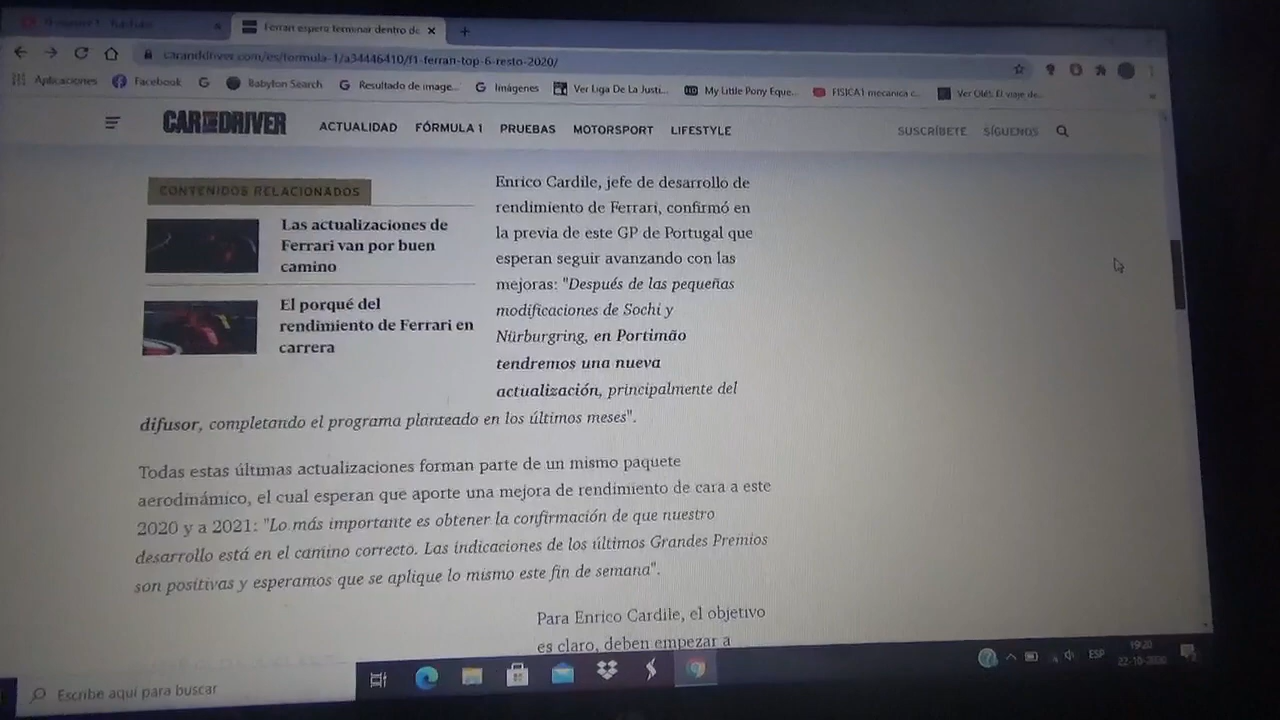 Ferrari espera terminar dentro de
caranddriver.com/es/formula-1/a34446410/f1-ferrari-top-6-resto-2020/
Aplicaciones Facebook Babylon Search Resultado de image... Imágenes Ver Liga De La Justi... My Little Pony Eque... FISICA1 mecanica c... Ver Olé!. El viaje de...
CAR AND DRIVER ACTUALIDAD FÓRMULA 1 PRUEBAS MOTORSPORT LIFESTYLE SUSCRÍBETE SÍGUENOS
CONTENIDOS RELACIONADOS
Las actualizaciones de
Ferrari van por buen
camino
El porqué del
rendimiento de Ferrari en
carrera
Enrico Cardile, jefe de desarrollo de
rendimiento de Ferrari, confirmó en
la previa de este GP de Portugal que
esperan seguir avanzando con las
mejoras: "Después de las pequeñas
modificaciones de Sochi y
Nürburgring, en Portimão
tendremos una nueva
actualización, principalmente del
difusor, completando el programa planteado en los últimos meses".
Todas estas últimas actualizaciones forman parte de un mismo paquete
aerodinámico, el cual esperan que aporte una mejora de rendimiento de cara a este
2020 y a 2021: "Lo más importante es obtener la confirmación de que nuestro
desarrollo está en el camino correcto. Las indicaciones de los últimos Grandes Premios
son positivas y esperamos que se aplique lo mismo este fin de semana".
Para Enrico Cardile, el objetivo
es claro, deben empezar a
Escribe aquí para buscar
ESP
19:20
22-10-2020